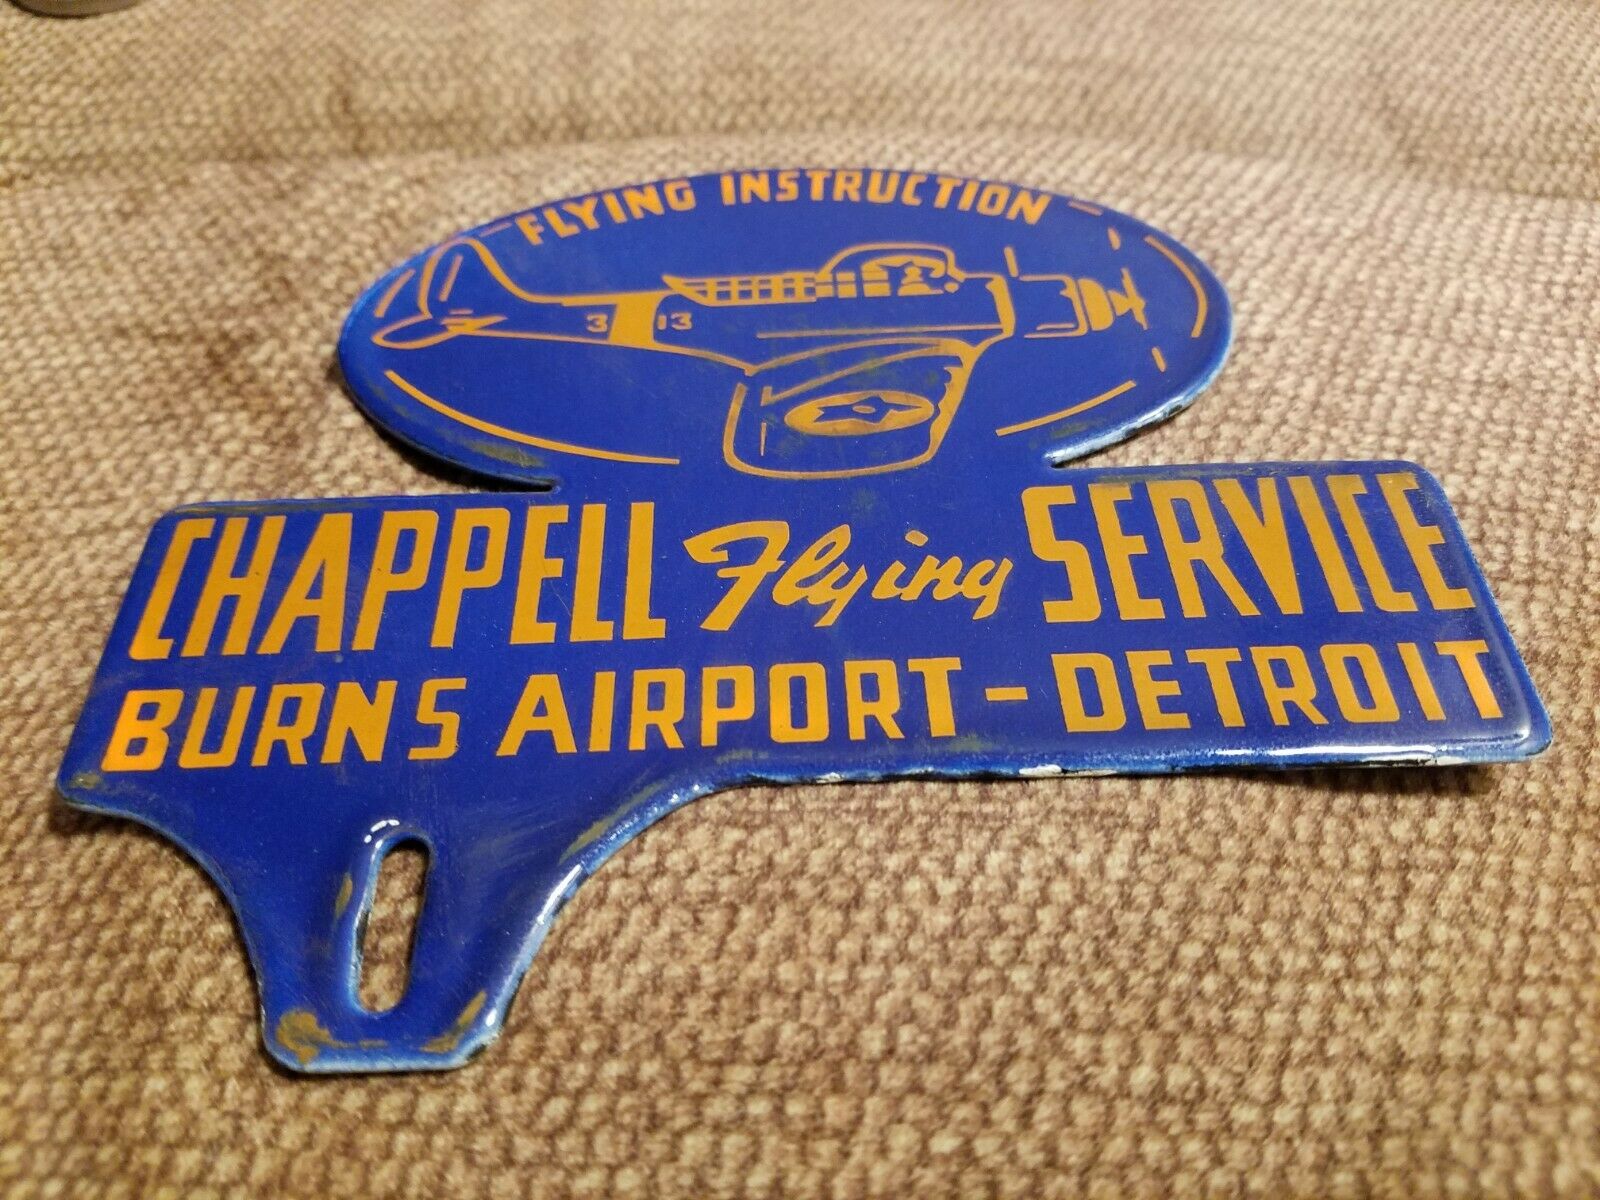 FLYING INSTRUCTION
3 13
CHAPPELL Flying SERVICE
BURNS AIRPORT - DETROIT